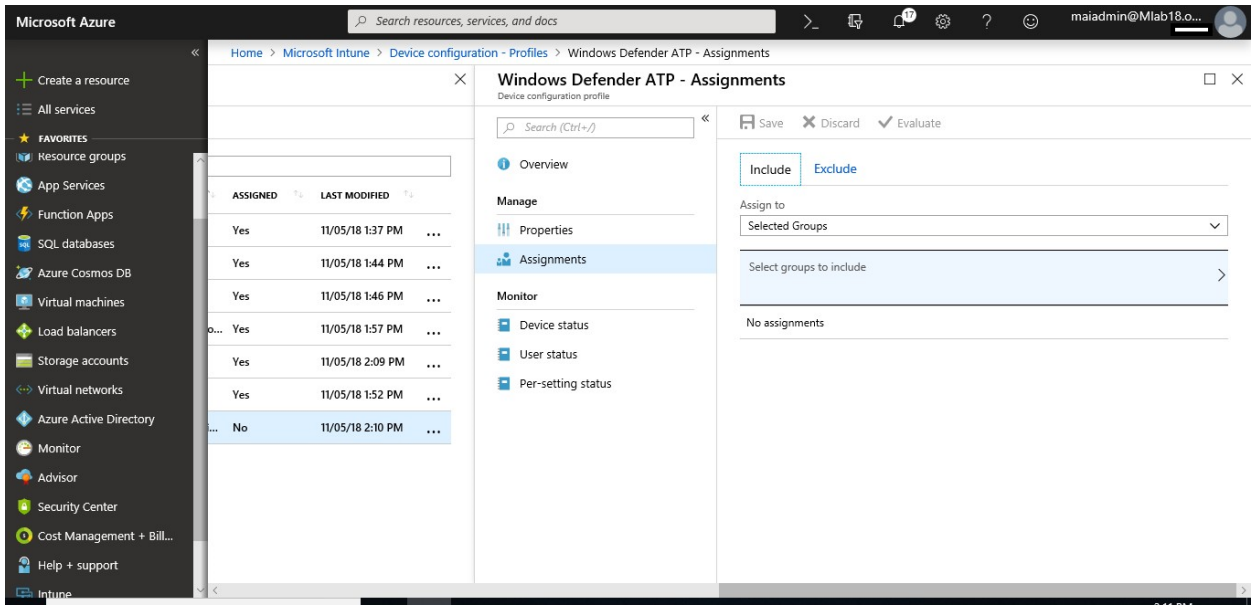 Microsoft Azure
Search resources, services, and docs
17
maiadmin@Mlab18.o...
Home > Microsoft Intune > Device configuration - Profiles > Windows Defender ATP - Assignments
Create a resource
All services
FAVORITES
Resource groups
App Services
Function Apps
SQL databases
Azure Cosmos DB
Virtual machines
Load balancers
Storage accounts
Virtual networks
Azure Active Directory
Monitor
Advisor
Security Center
Cost Management + Bill...
Help + support
Intune
ASSIGNED LAST MODIFIED
Yes 11/05/18 1:37 PM ...
Yes 11/05/18 1:44 PM ...
Yes 11/05/18 1:46 PM ...
o... Yes 11/05/18 1:57 PM ...
Yes 11/05/18 2:09 PM ...
Yes 11/05/18 1:52 PM ...
i... No 11/05/18 2:10 PM ...
Windows Defender ATP - Assignments
Device configuration profile
Search (Ctrl+/)
Overview
Manage
Properties
Assignments
Monitor
Device status
User status
Per-setting status
Save Discard Evaluate
Include Exclude
Assign to
Selected Groups
Select groups to include
No assignments